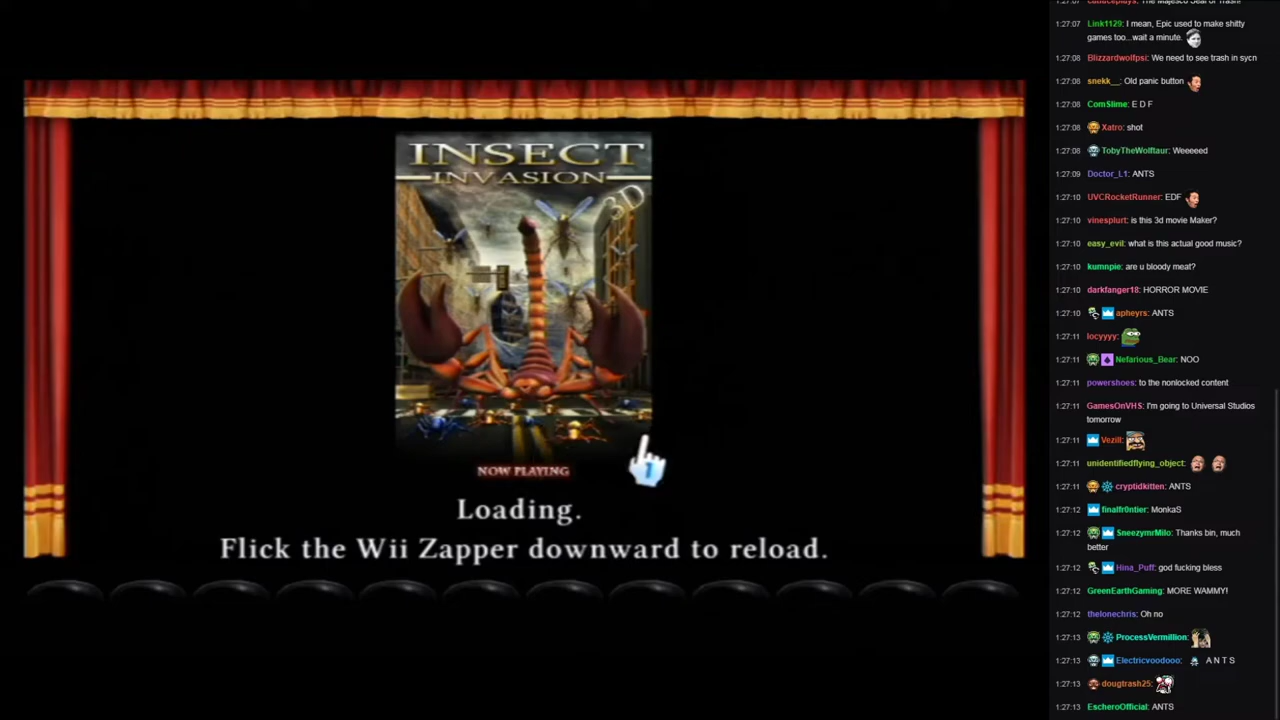 INSECT
INVASION
3D
NOW PLAYING
Loading.
Flick the Wii Zapper downward to reload.
1
The Majesco Seal of Trash!
1:27:07 Link1129: I mean, Epic used to make shitty
games too...wait a minute.
1:27:08 Blizzardwolfpsi: We need to see trash in sycn
1:27:08 snekk__: Old panic button
1:27:08 ComSlime: E D F
1:27:08 Xatro: shot
1:27:08 TobyTheWolftaur: Weeeeed
1:27:09 Doctor_L1: ANTS
1:27:10 UVCRocketRunner: EDF
1:27:10 vinesplurt: is this 3d movie Maker?
1:27:10 easy_evil: what is this actual good music?
1:27:10 kumnpie: are u bloody meat?
1:27:10 darkfanger18: HORROR MOVIE
1:27:10 apheyrs: ANTS
1:27:11 locyyyy:
1:27:11 Nefarious_Bear: NOO
1:27:11 powershoes: to the nonlocked content
1:27:11 GamesOnVHS: I'm going to Universal Studios
tomorrow
1:27:11 Vezill:
1:27:11 unidentifiedflying_object:
1:27:11 cryptidkitten: ANTS
1:27:12 finalfr0ntier: MonkaS
1:27:12 SneezymrMilo: Thanks bin, much
better
1:27:12 Hina_Puff: god fucking bless
1:27:12 GreenEarthGaming: MORE WAMMY!
1:27:12 thelonechris: Oh no
1:27:13 ProcessVermillion:
1:27:13 Electricvoodooo: A N T S
1:27:13 dougtrash25:
1:27:13 EscheroOfficial: ANTS